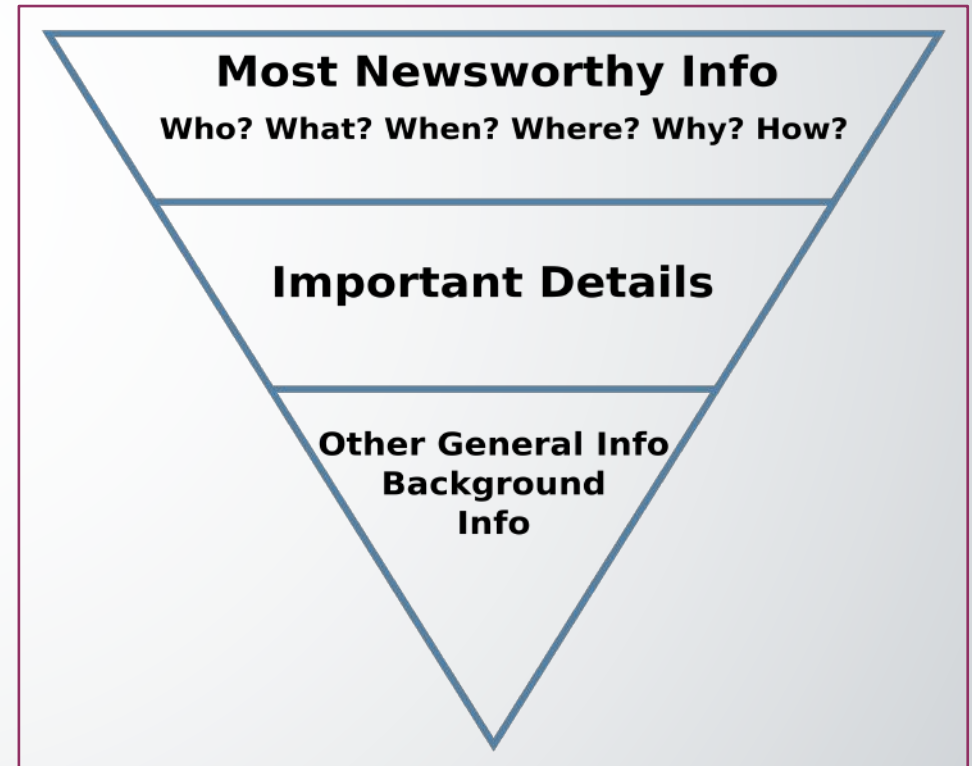 Most Newsworthy Info
Who? What? When? Where? Why? How?
Important Details
Other General Info
Background
Info